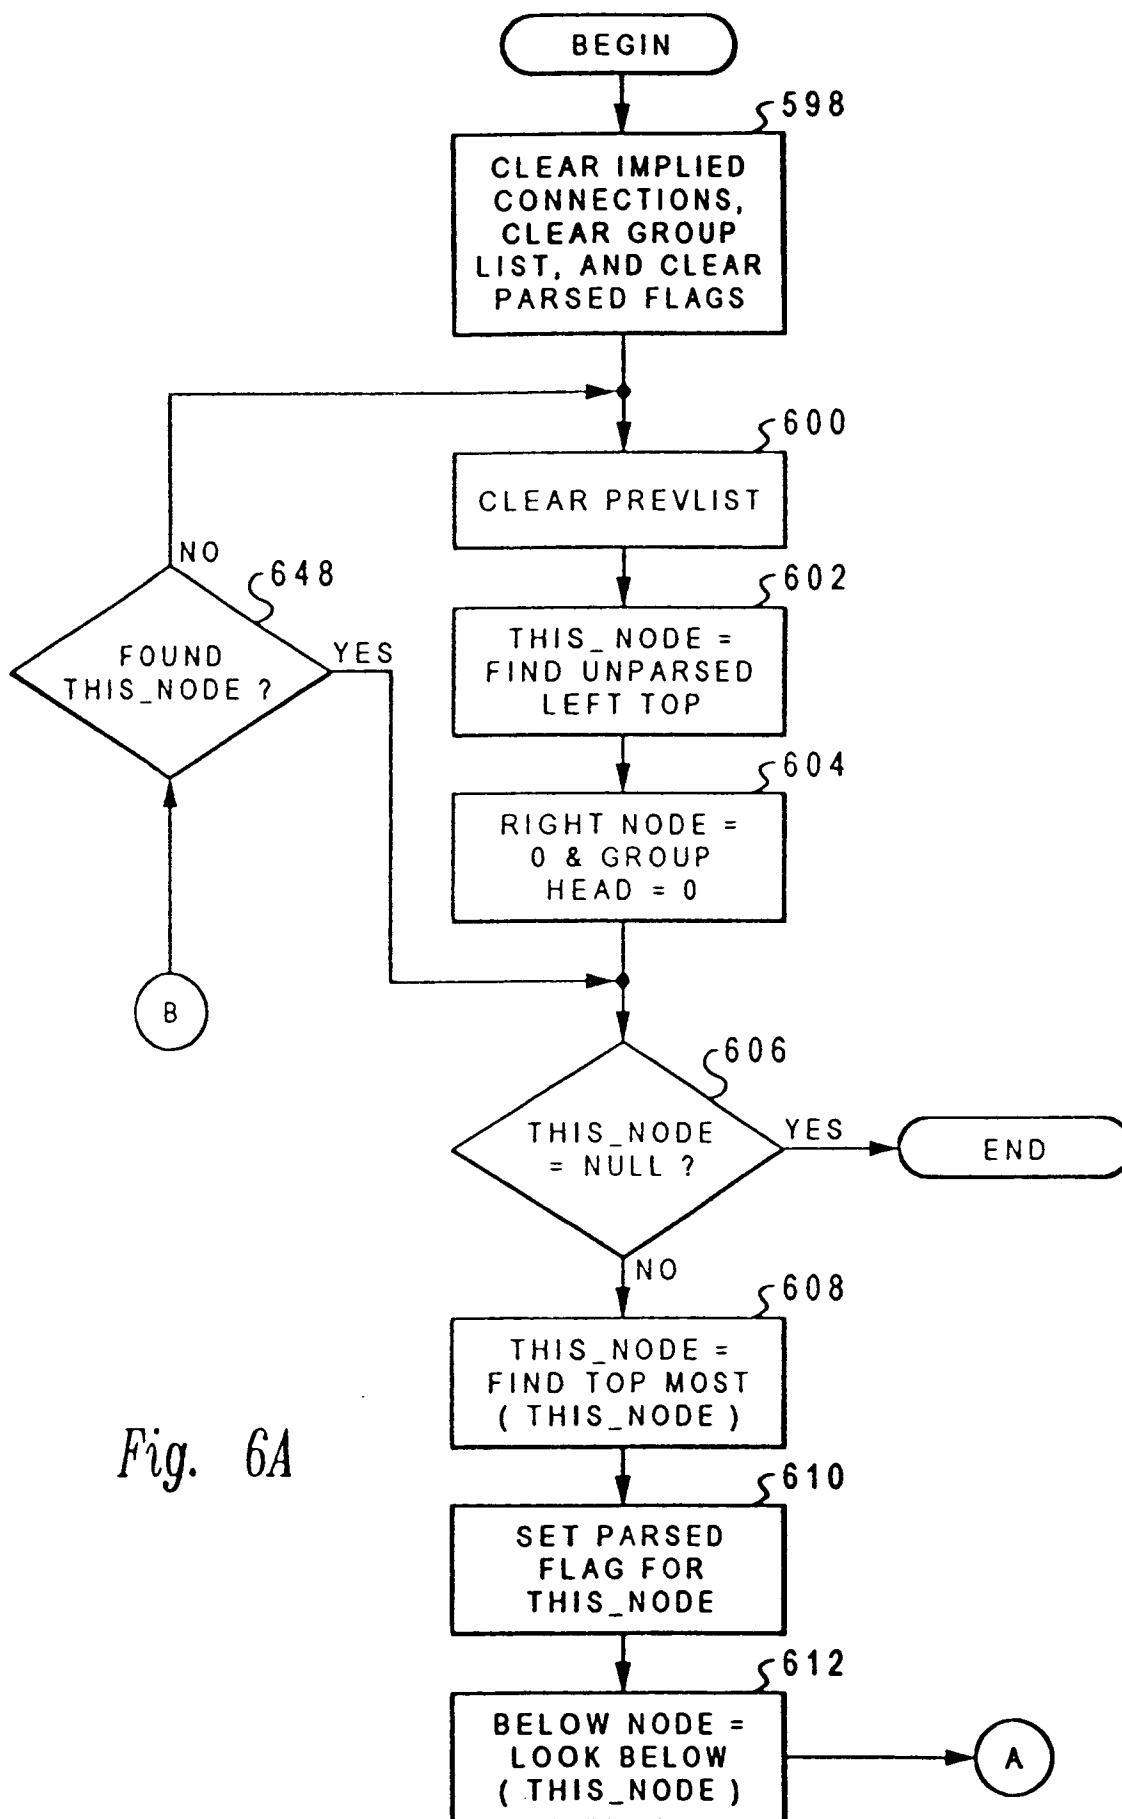 BEGIN
598
CLEAR IMPLIED
CONNECTIONS,
CLEAR GROUP
LIST, AND CLEAR
PARSED FLAGS
600
CLEAR PREVLIST
NO
648
FOUND
THIS_NODE ?
YES
602
THIS_NODE =
FIND UNPARSED
LEFT TOP
604
RIGHT NODE =
0 & GROUP
HEAD = 0
B
606
THIS_NODE
= NULL ?
YES
END
NO
608
THIS_NODE =
FIND TOP MOST
( THIS_NODE )
Fig. 6A
610
SET PARSED
FLAG FOR
THIS_NODE
612
BELOW NODE =
LOOK BELOW
( THIS_NODE )
A